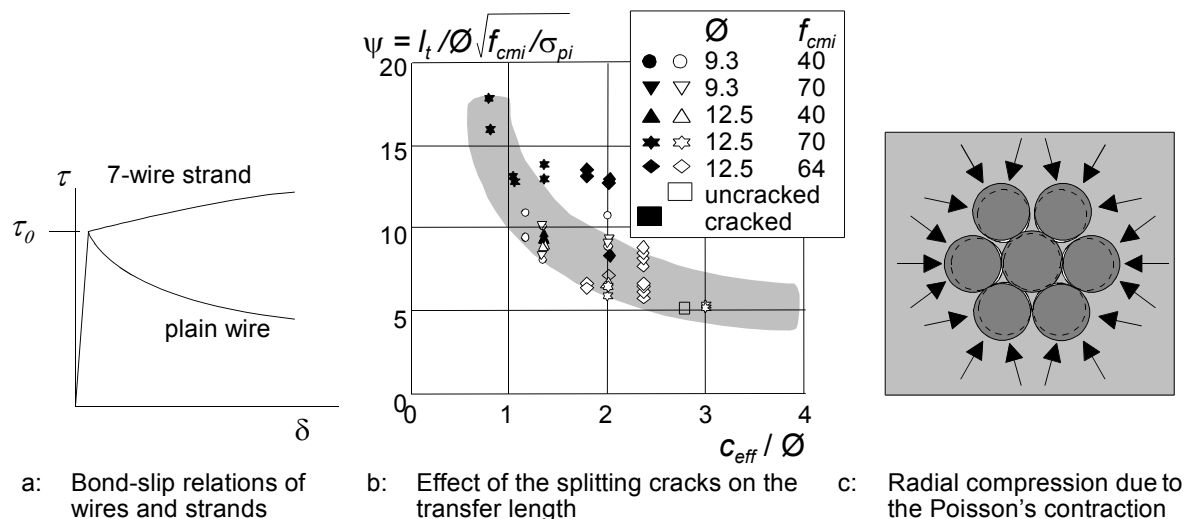 τ
7-wire strand
τ0
plain wire
δ
ψ = lt /Ø √fcmi/σpi
20
15
10
5
0
0 1 2 3 4
ceff / Ø
Ø fcmi
9.3 40
9.3 70
12.5 40
12.5 70
12.5 64
uncracked
cracked
a: Bond-slip relations of
wires and strands
b: Effect of the splitting cracks on the
transfer length
c: Radial compression due to
the Poisson's contraction